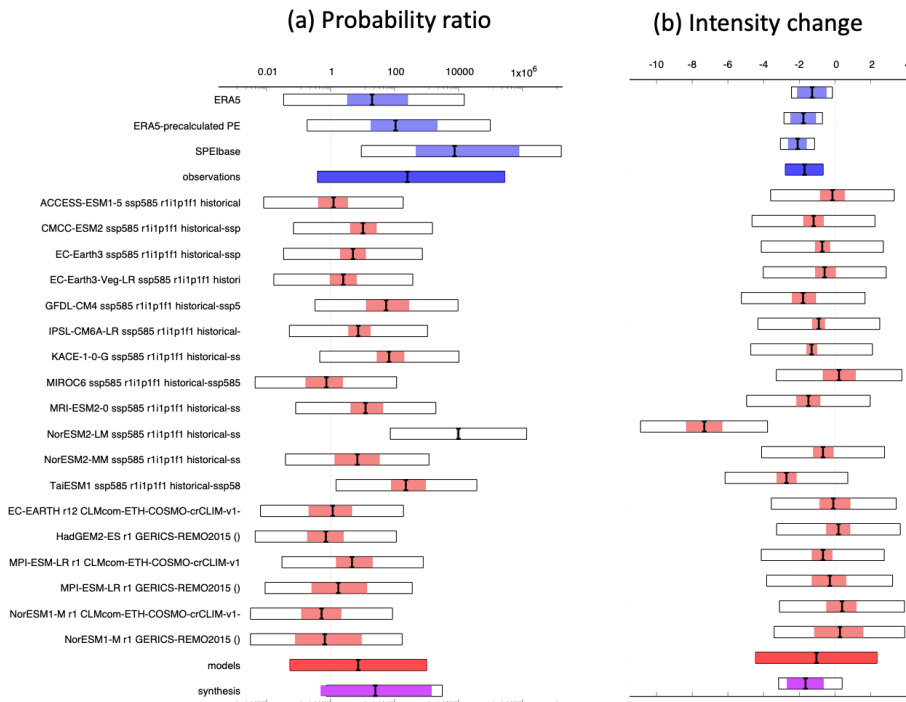 (a) Probability ratio
(b) Intensity change
0.01 1 100 10000 1x10⁶
-10 -8 -6 -4 -2 0 2 4
ERA5
ERA5-precalculated PE
SPEIbase
observations
ACCESS-ESM1-5 ssp585 r1i1p1f1 historical
CMCC-ESM2 ssp585 r1i1p1f1 historical-ssp
EC-Earth3 ssp585 r1i1p1f1 historical-ssp
EC-Earth3-Veg-LR ssp585 r1i1p1f1 histori
GFDL-CM4 ssp585 r1i1p1f1 historical-ssp5
IPSL-CM6A-LR ssp585 r1i1p1f1 historical-
KACE-1-0-G ssp585 r1i1p1f1 historical-ss
MIROC6 ssp585 r1i1p1f1 historical-ssp585
MRI-ESM2-0 ssp585 r1i1p1f1 historical-ss
NorESM2-LM ssp585 r1i1p1f1 historical-ss
NorESM2-MM ssp585 r1i1p1f1 historical-ss
TaiESM1 ssp585 r1i1p1f1 historical-ssp58
EC-EARTH r12 CLMcom-ETH-COSMO-crCLIM-v1-
HadGEM2-ES r1 GERICS-REMO2015 ()
MPI-ESM-LR r1 CLMcom-ETH-COSMO-crCLIM-v1
MPI-ESM-LR r1 GERICS-REMO2015 ()
NorESM1-M r1 CLMcom-ETH-COSMO-crCLIM-v1-
NorESM1-M r1 GERICS-REMO2015 ()
models
synthesis